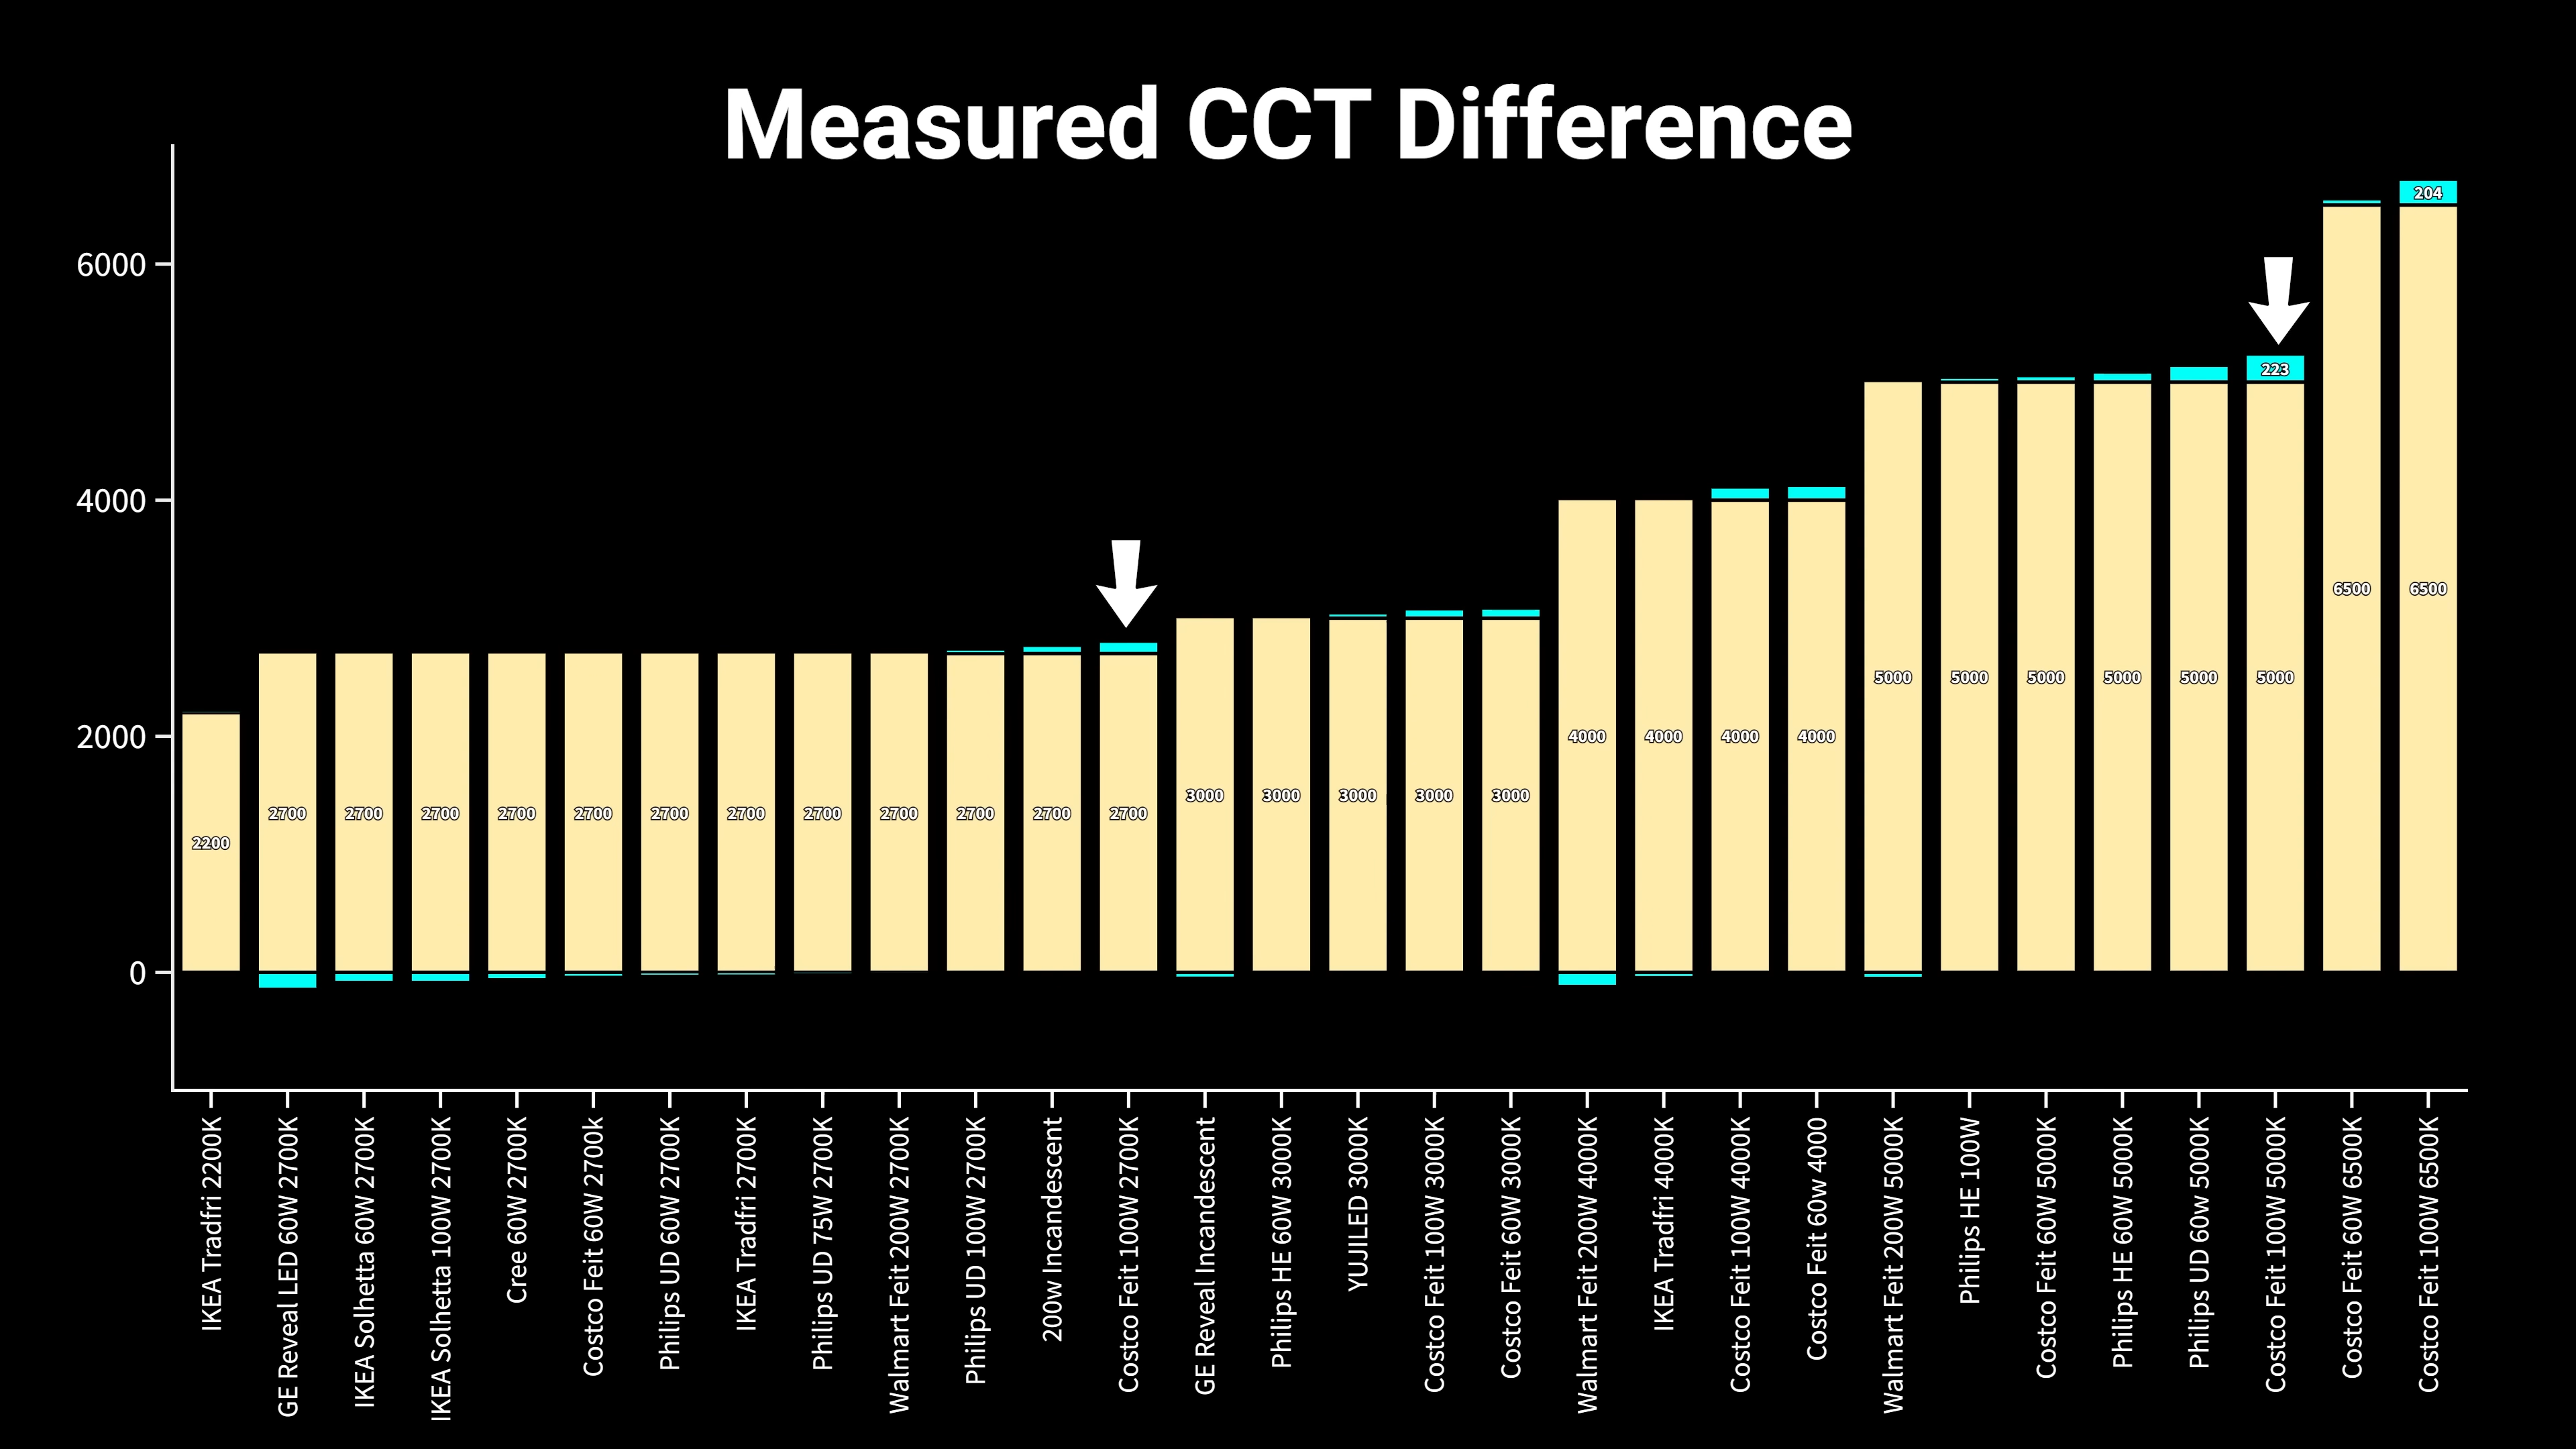 Measured CCT Difference
6000
4000
2000
0
204
223
2200
2700
2700
2700
2700
2700
2700
2700
2700
2700
2700
2700
2700
3000
3000
3000
3000
3000
4000
4000
4000
4000
5000
5000
5000
5000
5000
5000
6500
6500
IKEA Tradfri 2200K
GE Reveal LED 60W 2700K
IKEA Solhetta 60W 2700K
IKEA Solhetta 100W 2700K
Cree 60W 2700K
Costco Feit 60W 2700k
Philips UD 60W 2700K
IKEA Tradfri 2700K
Philips UD 75W 2700K
Walmart Feit 200W 2700K
Philips UD 100W 2700K
200w Incandescent
Costco Feit 100W 2700K
GE Reveal Incandescent
Philips HE 60W 3000K
YUJILED 3000K
Costco Feit 100W 3000K
Costco Feit 60W 3000K
Walmart Feit 200W 4000K
IKEA Tradfri 4000K
Costco Feit 100W 4000K
Costco Feit 60w 4000
Walmart Feit 200W 5000K
Philips HE 100W
Costco Feit 60W 5000K
Philips HE 60W 5000K
Philips UD 60w 5000K
Costco Feit 100W 5000K
Costco Feit 60W 6500K
Costco Feit 100W 6500K